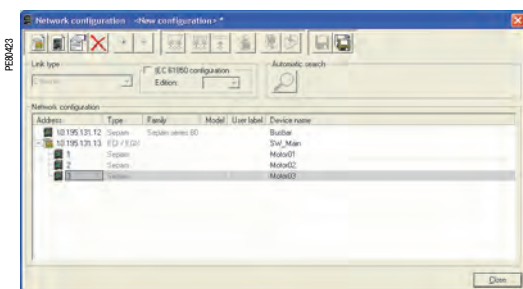 PE80423
Network configuration - <New configuration> *
Link type
IEC 61850 configuration
Edition:
Automatic search
Network configuration
Address Type Family Model User label Device name
10.195.131.12 Sepam Sepam series 80 Busbar
10.195.131.13 SW_Main
1 Sepam Motor01
2 Sepam Motor02
3 Sepam Motor03
Close